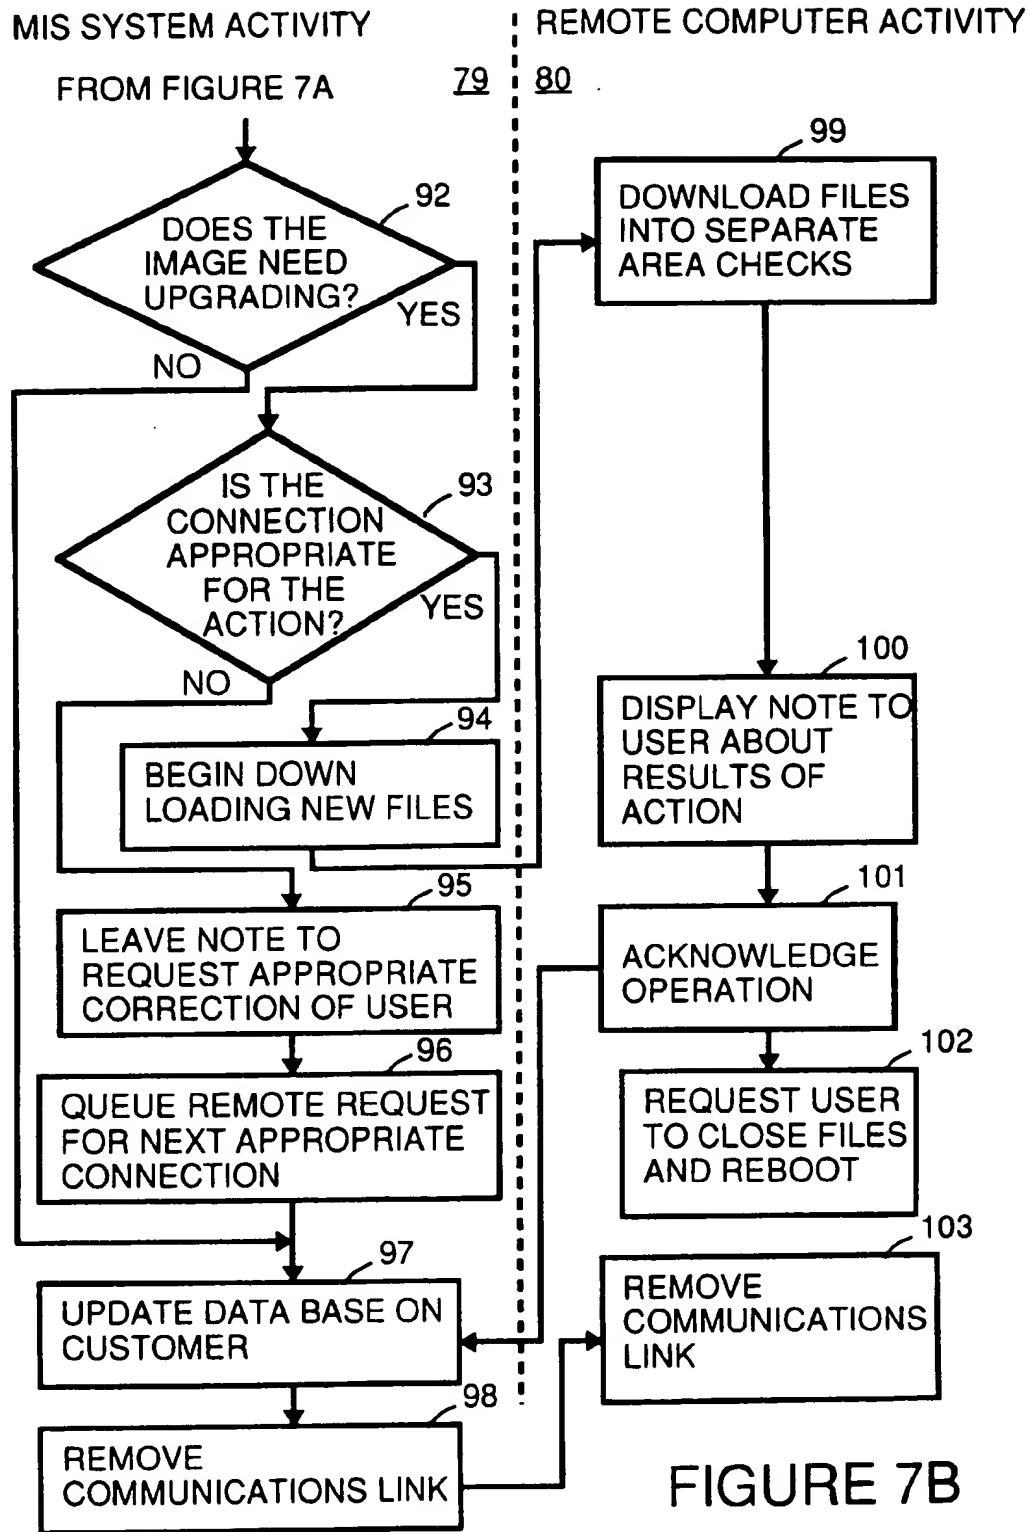 MIS SYSTEM ACTIVITY
REMOTE COMPUTER ACTIVITY
FROM FIGURE 7A
79
80
92
DOES THE
IMAGE NEED
UPGRADING?
YES
NO
93
IS THE
CONNECTION
APPROPRIATE
FOR THE
ACTION?
YES
NO
94
BEGIN DOWN
LOADING NEW FILES
95
LEAVE NOTE TO
REQUEST APPROPRIATE
CORRECTION OF USER
96
QUEUE REMOTE REQUEST
FOR NEXT APPROPRIATE
CONNECTION
97
UPDATE DATA BASE ON
CUSTOMER
98
REMOVE
COMMUNICATIONS LINK
99
DOWNLOAD FILES
INTO SEPARATE
AREA CHECKS
100
DISPLAY NOTE TO
USER ABOUT
RESULTS OF
ACTION
101
ACKNOWLEDGE
OPERATION
102
REQUEST USER
TO CLOSE FILES
AND REBOOT
103
REMOVE
COMMUNICATIONS
LINK
FIGURE 7B